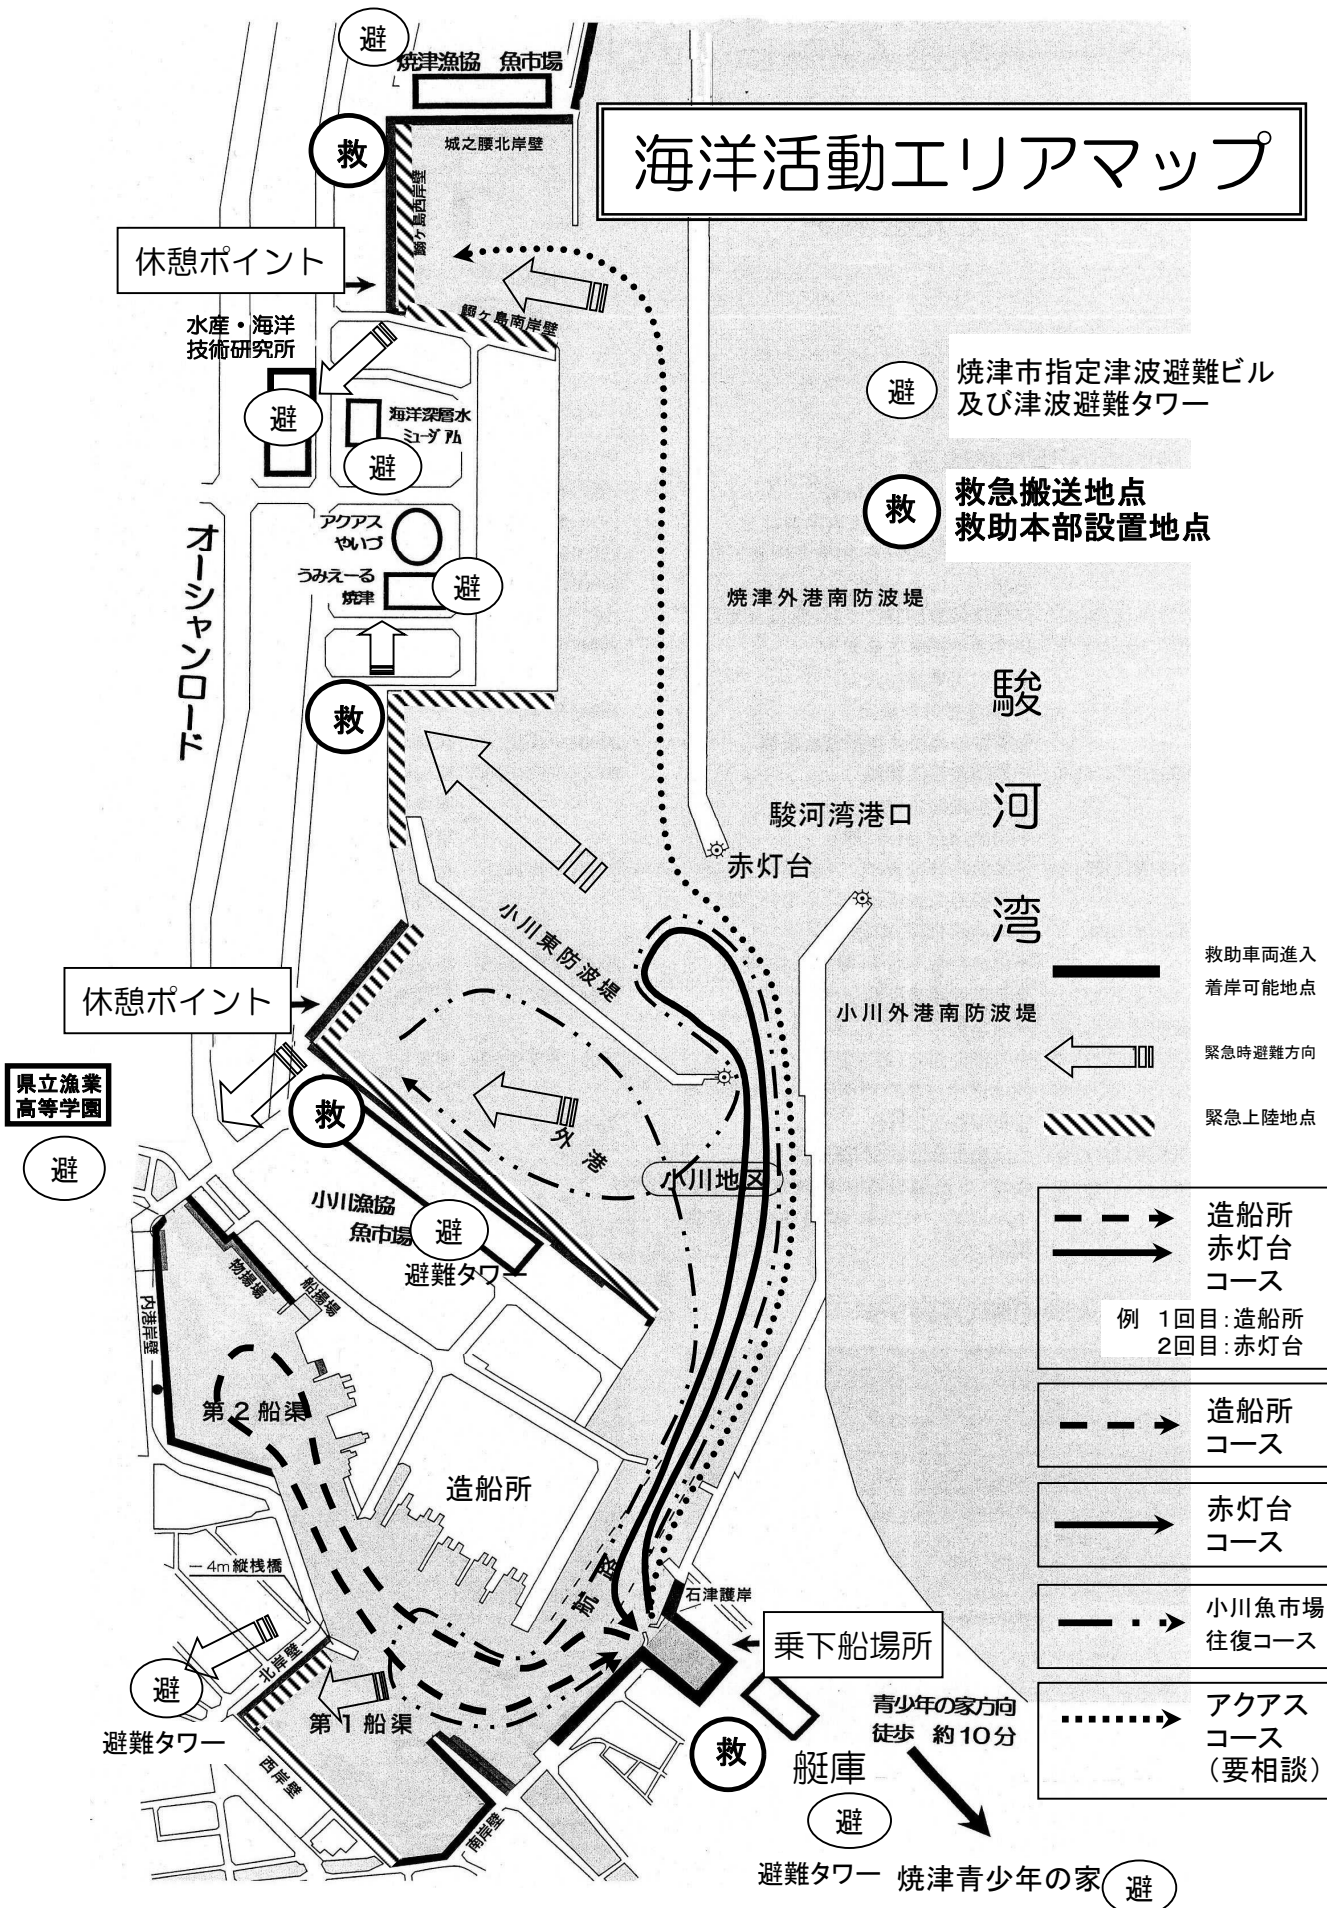 避
焼津漁協 魚市場
海洋活動エリアマップ
救
城之腰北岸壁
鰯ヶ島西岸壁
休憩ポイント
鰯ヶ島南岸壁
水産・海洋
技術研究所
避
海洋深層水
ミュージアム
避
避
焼津市指定津波避難ビル
及び津波避難タワー
救
救急搬送地点
救助本部設置地点
アクアス
やいづ
うみえーる
焼津
避
オーシャンロード
焼津外港南防波堤
救
駿河湾
駿河湾港口
赤灯台
小川東防波堤
休憩ポイント
小川外港南防波堤
救助車両進入
着岸可能地点
緊急時避難方向
緊急上陸地点
県立漁業
高等学園
避
救
外港
小川地区
小川漁協
魚市場
避
避難タワー
物揚場
船揚場
内港岸壁
第2船渠
造船所
赤灯台
コース
例 1回目:造船所
2回目:赤灯台
造船所
コース
赤灯台
コース
小川魚市場
往復コース
アクアス
コース
(要相談)
造船所
-4m縦桟橋
航路
石津護岸
乗下船場所
北岸壁
避
避難タワー
第1船渠
西岸壁
南岸壁
救
艇庫
青少年の家方向
徒歩 約10分
避
避難タワー
焼津青少年の家
避